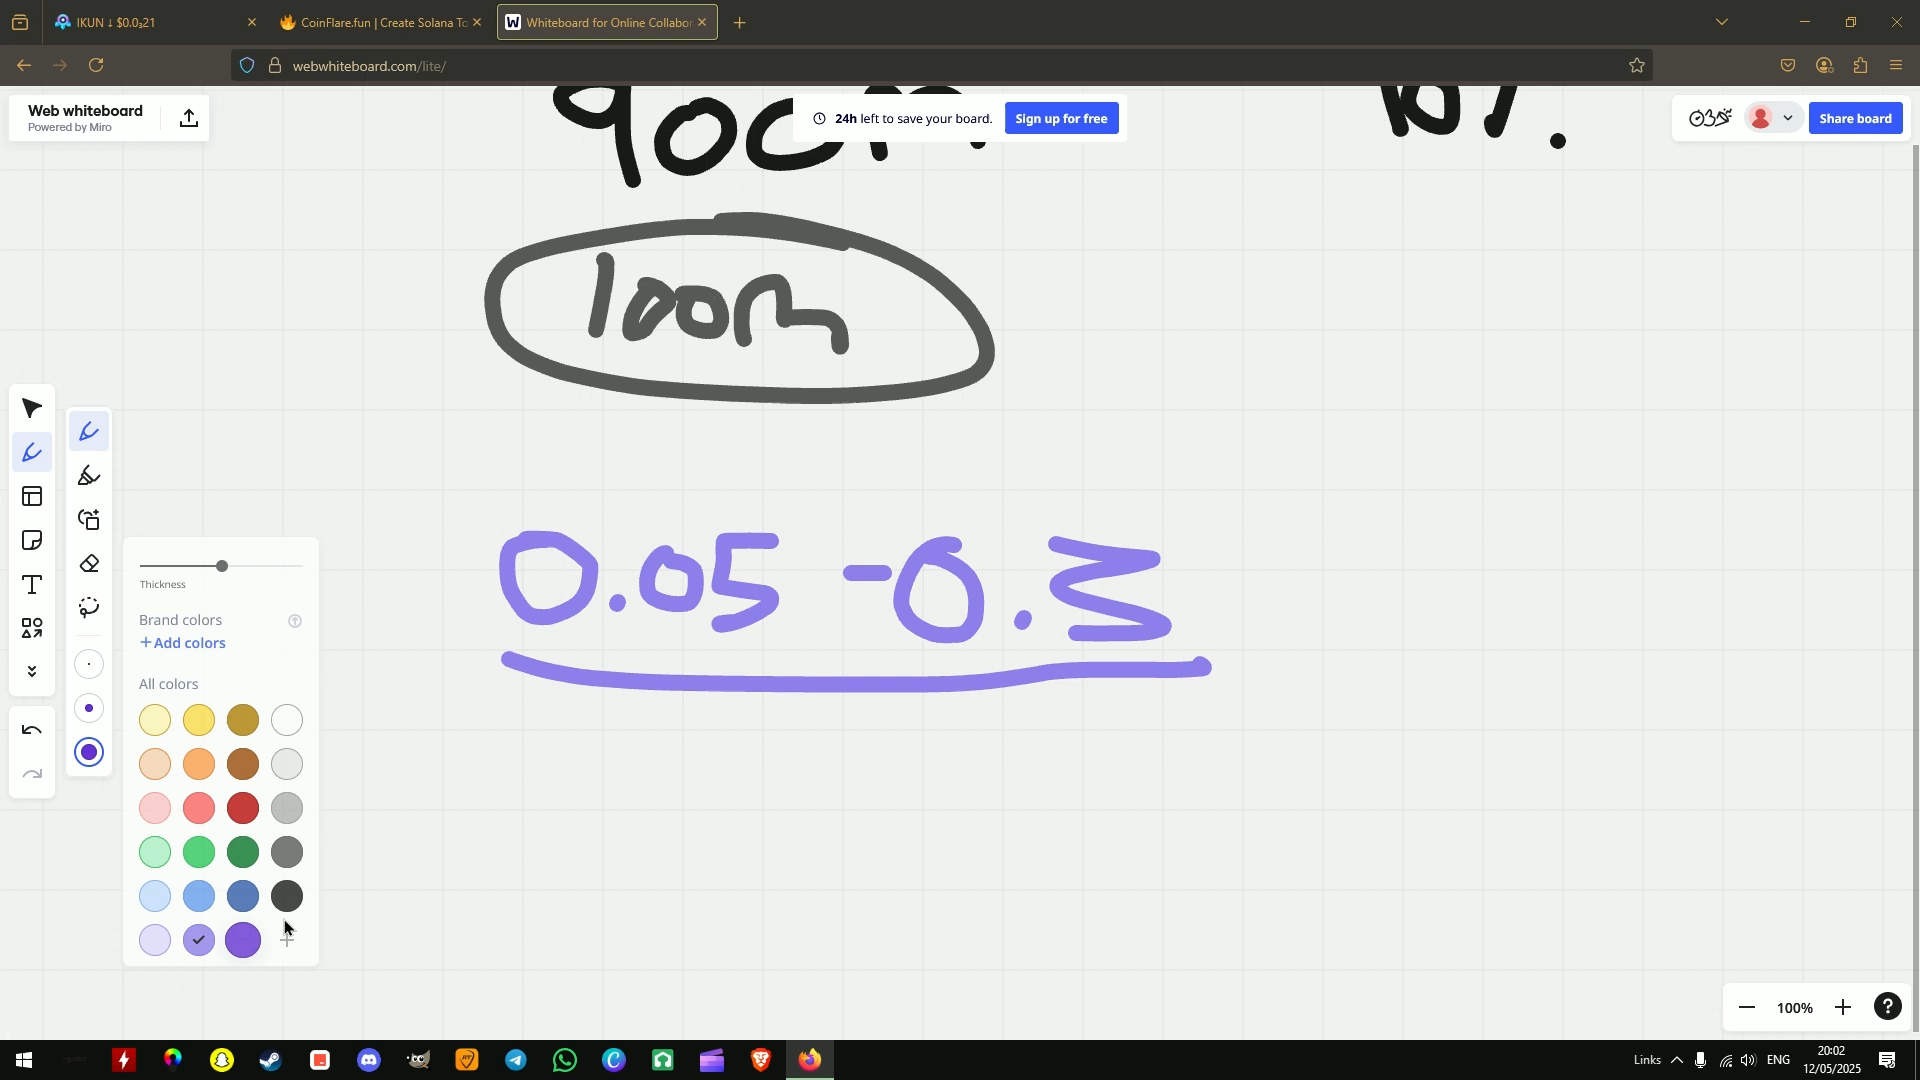 IKUN ↓ $0.0₃21
CoinFlare.fun | Create Solana To
Whiteboard for Online Collabor
webwhiteboard.com/lite/
Web whiteboard
Powered by Miro
24h left to save your board.
Sign up for free
Share board
100m
0.05 - 0.3
Thickness
Brand colors
+ Add colors
All colors
100%
Links
ENG
20:02
12/05/2025